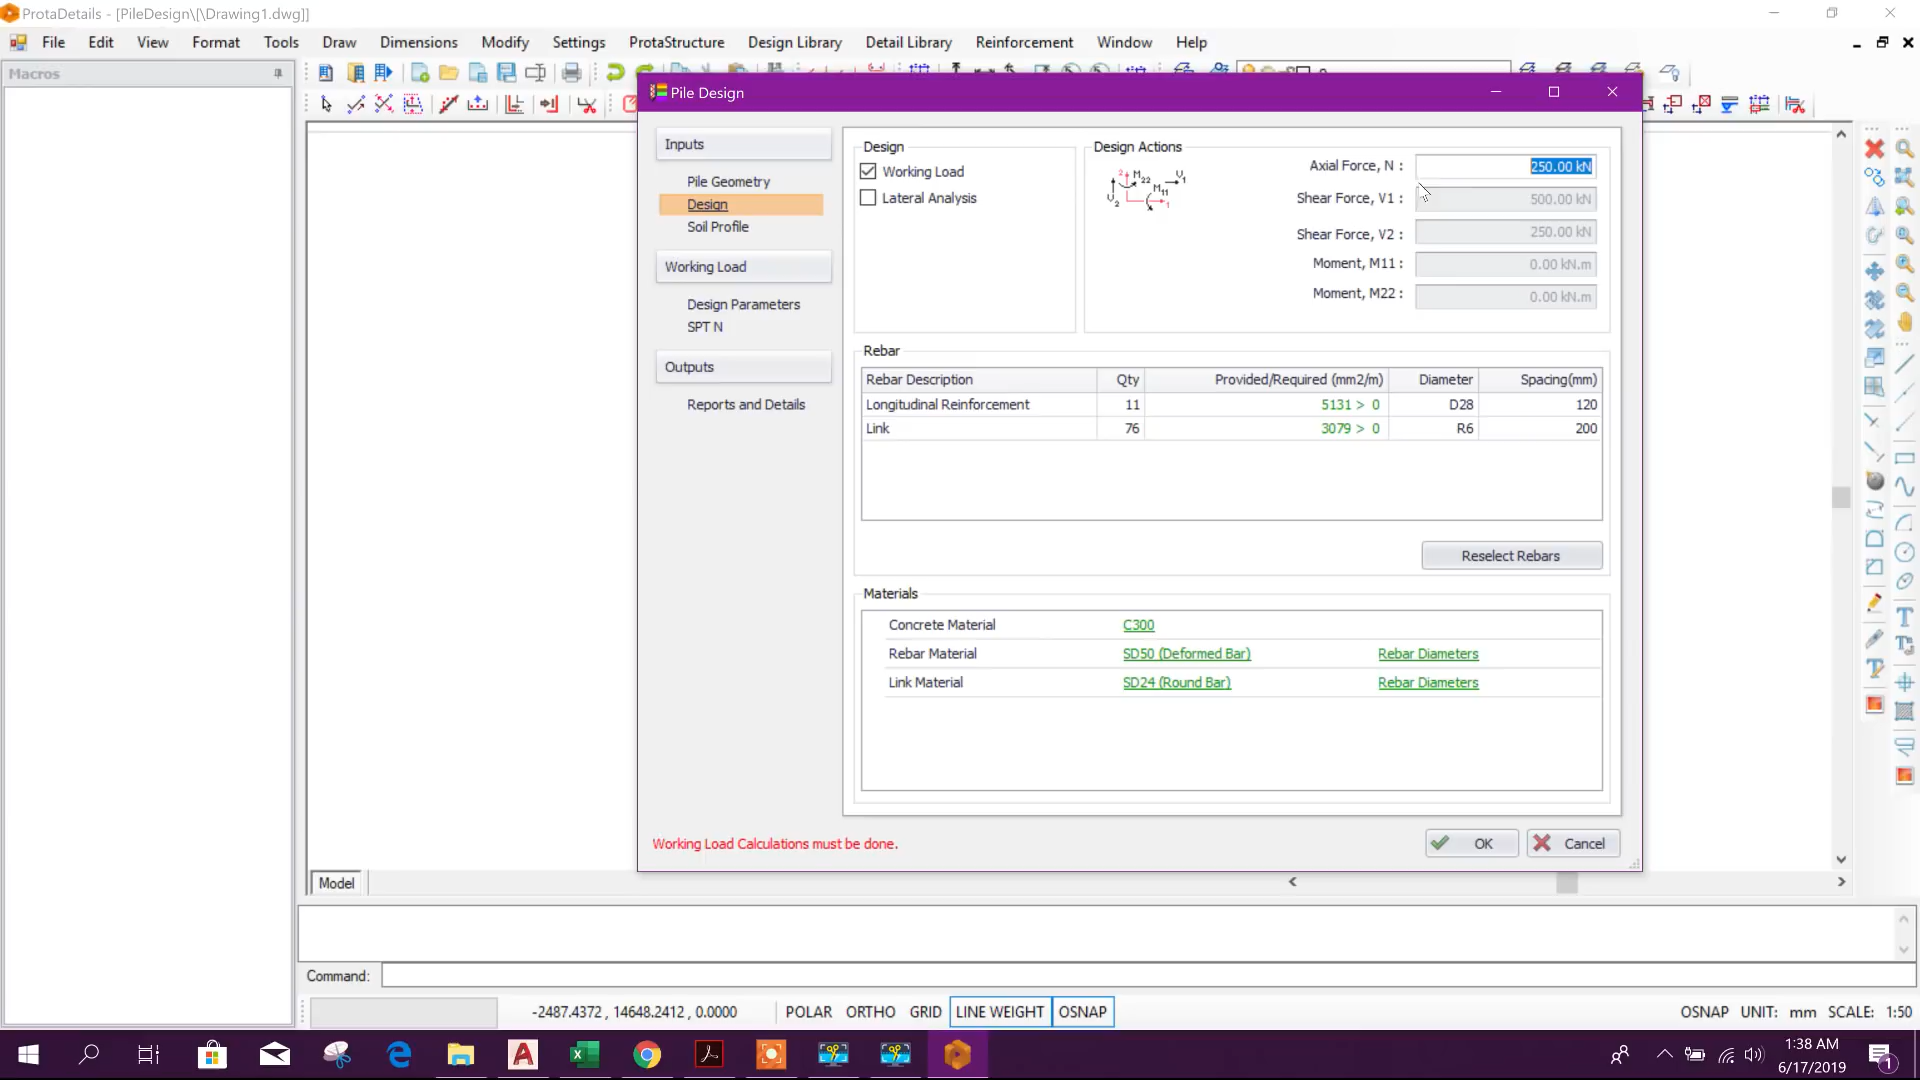 ProtaDetails - [PileDesign\[\Drawing1.dwg]]
File Edit View Format Tools Draw Dimensions Modify Settings ProtaStructure Design Library Detail Library Reinforcement Window Help
Macros
Pile Design
Inputs
Pile Geometry
Design
Soil Profile
Working Load
Design Parameters
SPT N
Outputs
Reports and Details
Design
Working Load
Lateral Analysis
Design Actions
2 M22 U1
U2 M11 1
Axial Force, N : 250.00 kN
Shear Force, V1 : 500.00 kN
Shear Force, V2 : 250.00 kN
Moment, M11 : 0.00 kN.m
Moment, M22 : 0.00 kN.m
Rebar
Rebar Description Qty Provided/Required (mm2/m) Diameter Spacing(mm)
Longitudinal Reinforcement 11 5131 > 0 D28 120
Link 76 3079 > 0 R6 200
Reselect Rebars
Materials
Concrete Material C300
Rebar Material SD50 (Deformed Bar) Rebar Diameters
Link Material SD24 (Round Bar) Rebar Diameters
Working Load Calculations must be done.
OK Cancel
Model
Command:
-2487.4372 , 14648.2412 , 0.0000 POLAR ORTHO GRID LINE WEIGHT OSNAP OSNAP UNIT: mm SCALE: 1:50
1:38 AM
6/17/2019
1